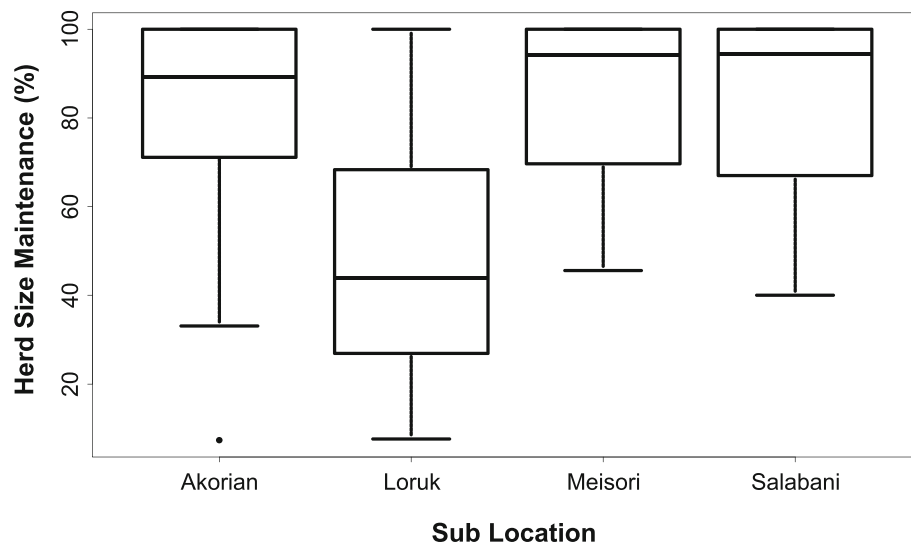 Herd Size Maintenance (%)
100
80
60
40
20
Akorian Loruk Meisori Salabani
Sub Location